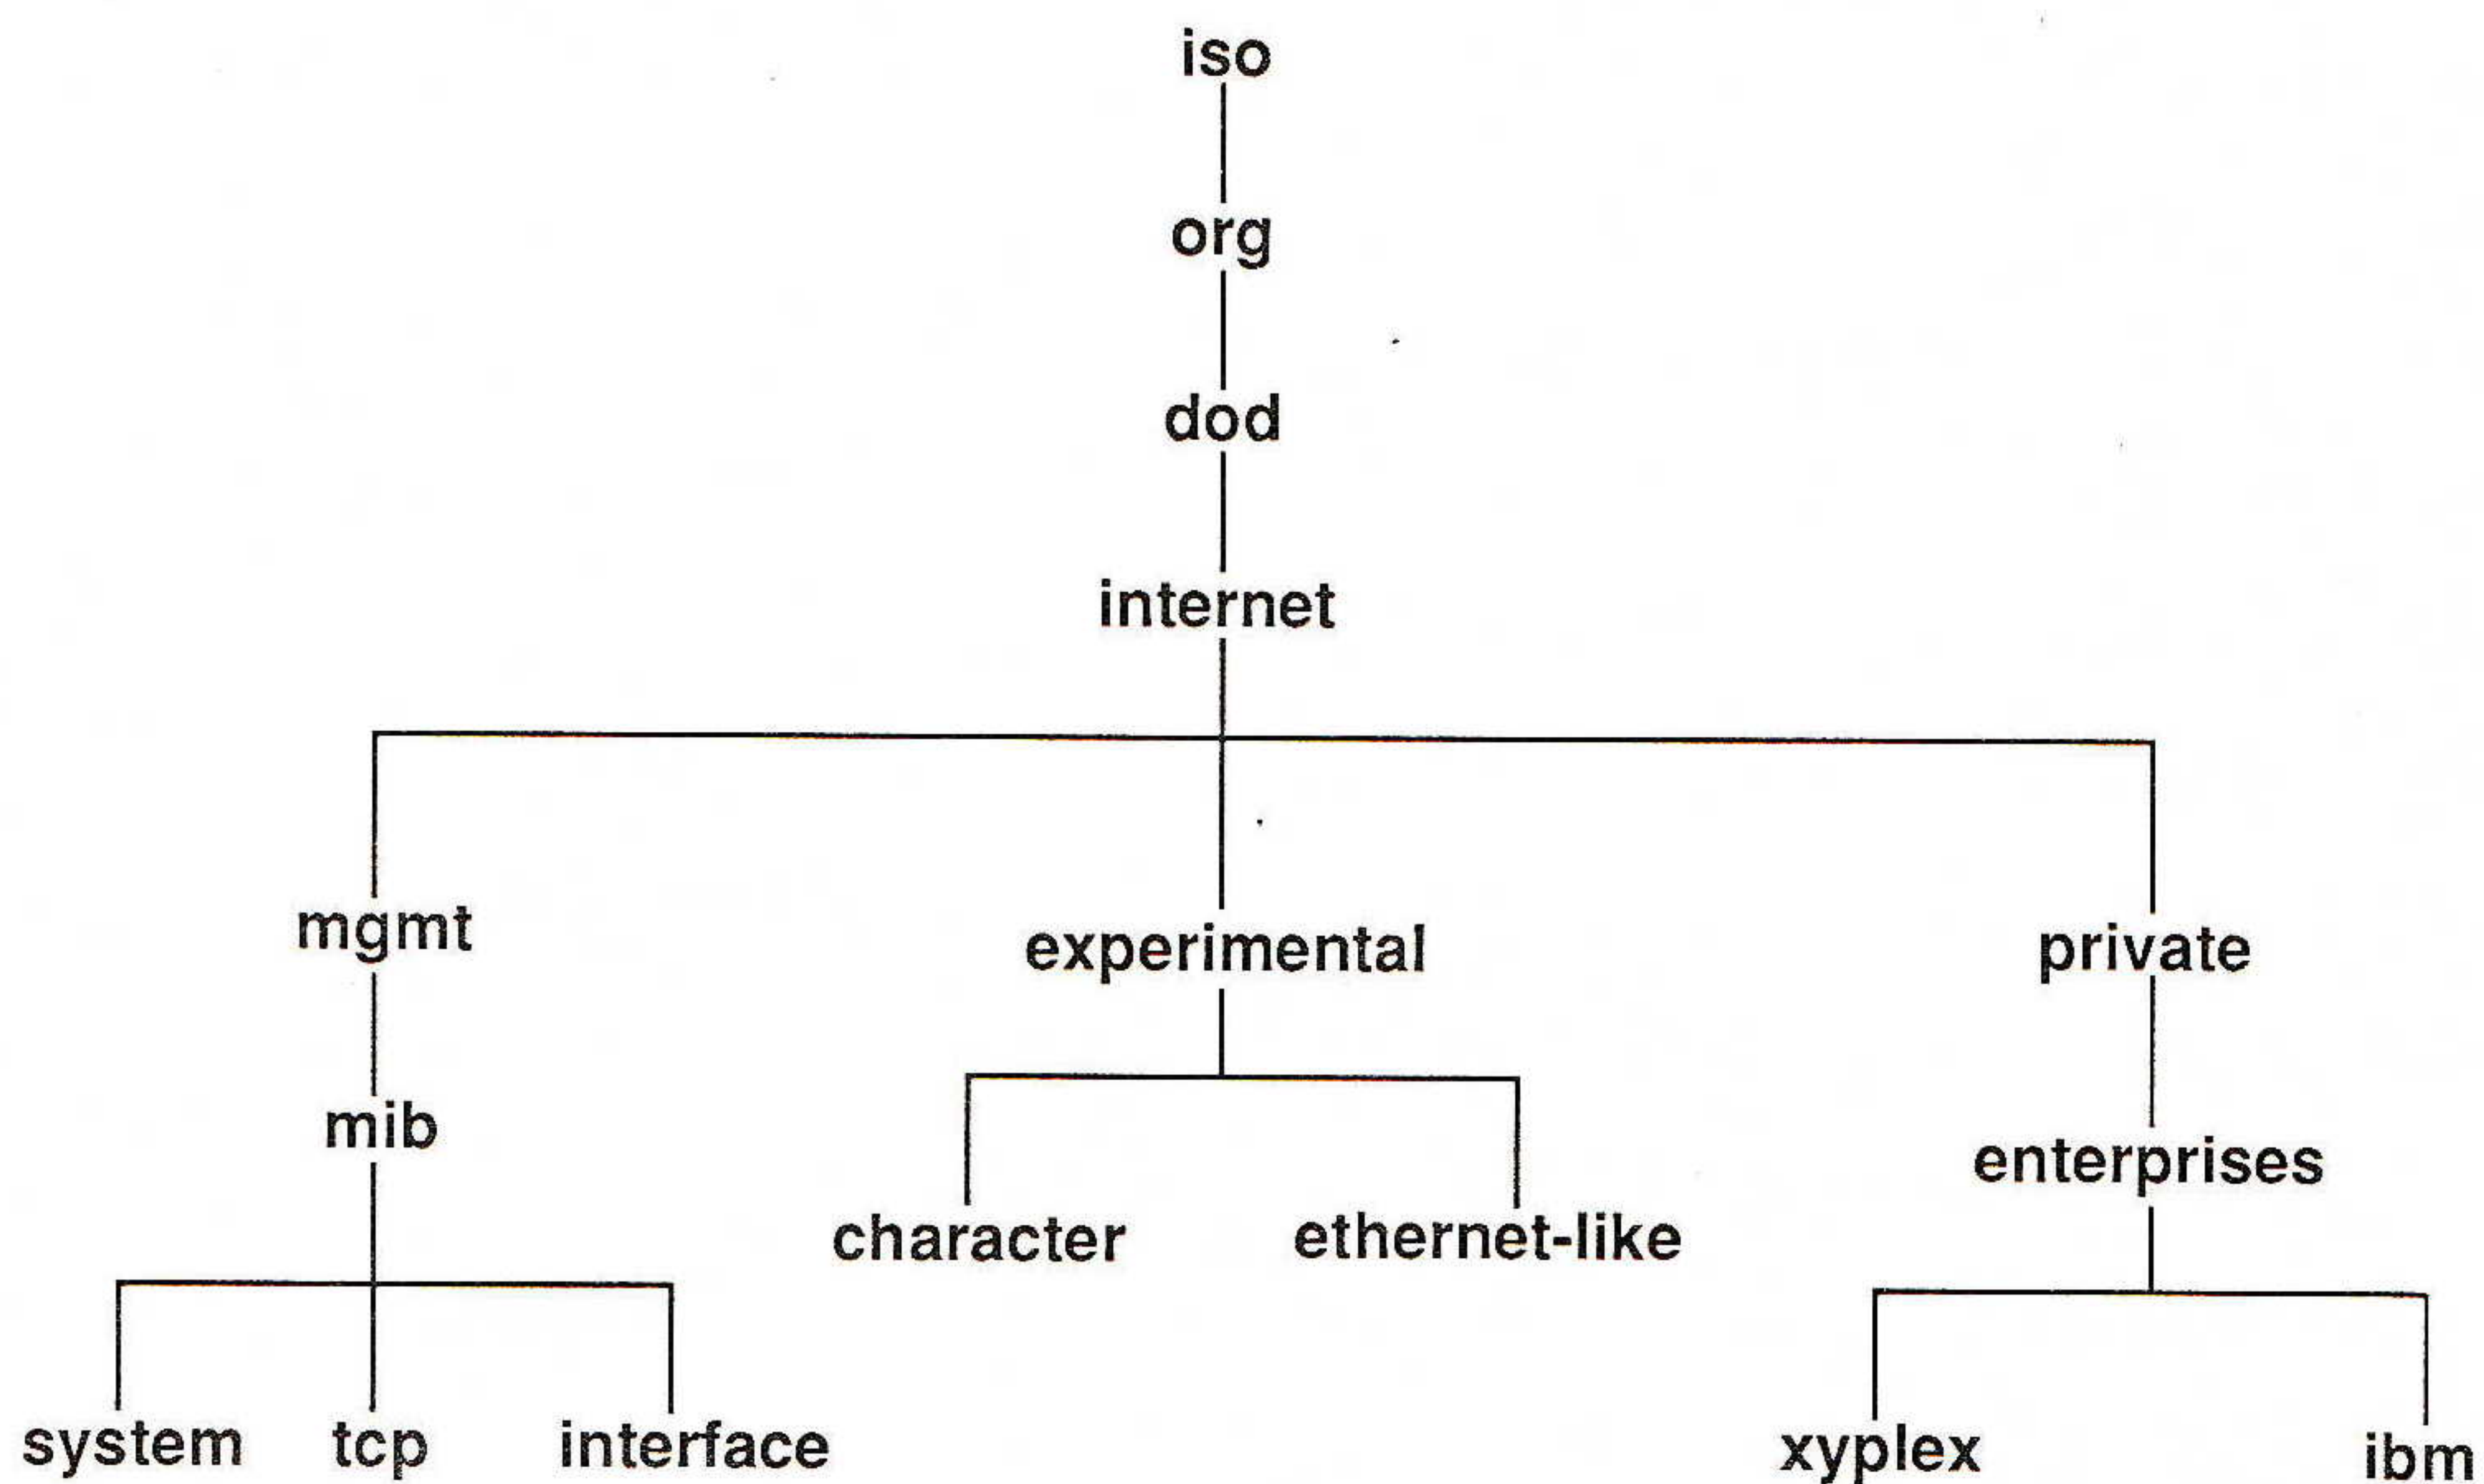 iso
org
dod
internet
mgmt
experimental
private
mib
enterprises
character
ethernet-like
system
tcp
interface
xyplex
ibm